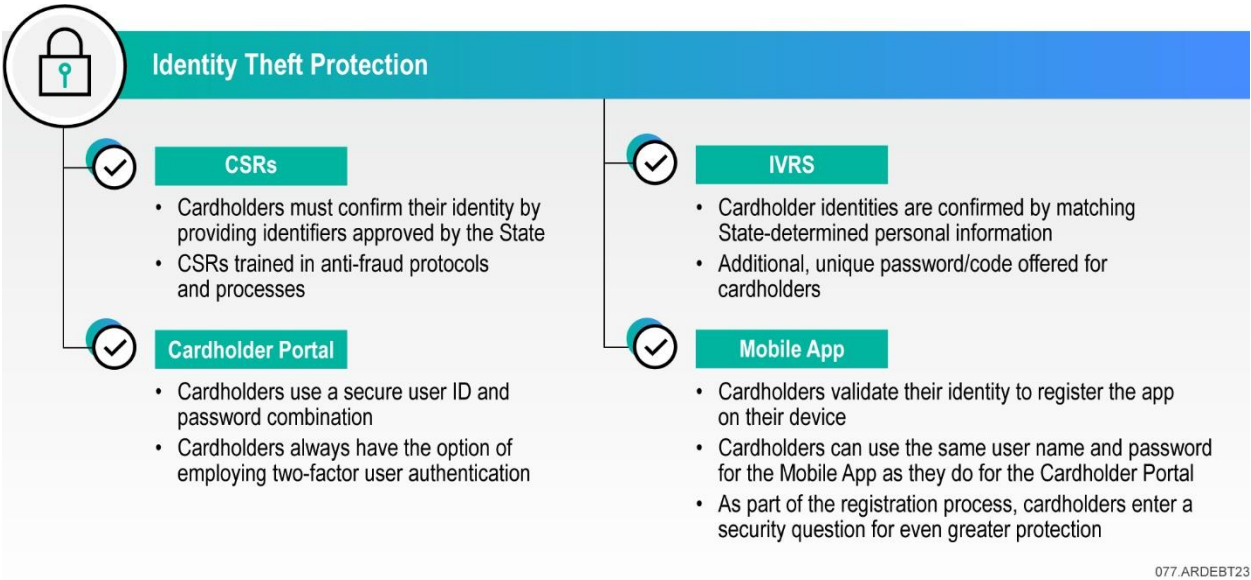 Identity Theft Protection
CSRs
• Cardholders must confirm their identity by
providing identifiers approved by the State
• CSRs trained in anti-fraud protocols
and processes
Cardholder Portal
• Cardholders use a secure user ID and
password combination
• Cardholders always have the option of
employing two-factor user authentication
IVRS
• Cardholder identities are confirmed by matching
State-determined personal information
• Additional, unique password/code offered for
cardholders
Mobile App
• Cardholders validate their identity to register the app
on their device
• Cardholders can use the same user name and password
for the Mobile App as they do for the Cardholder Portal
• As part of the registration process, cardholders enter a
security question for even greater protection
077.ARDEBT23